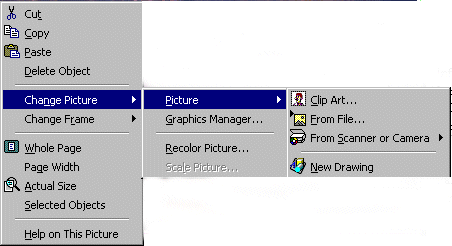 Cut
Copy
Paste
Delete Object
Change Picture
Change Frame
Whole Page
Page Width
Actual Size
Selected Objects
Help on This Picture
Picture
Graphics Manager...
Recolor Picture...
Scale Picture...
Clip Art...
From File...
From Scanner or Camera
New Drawing